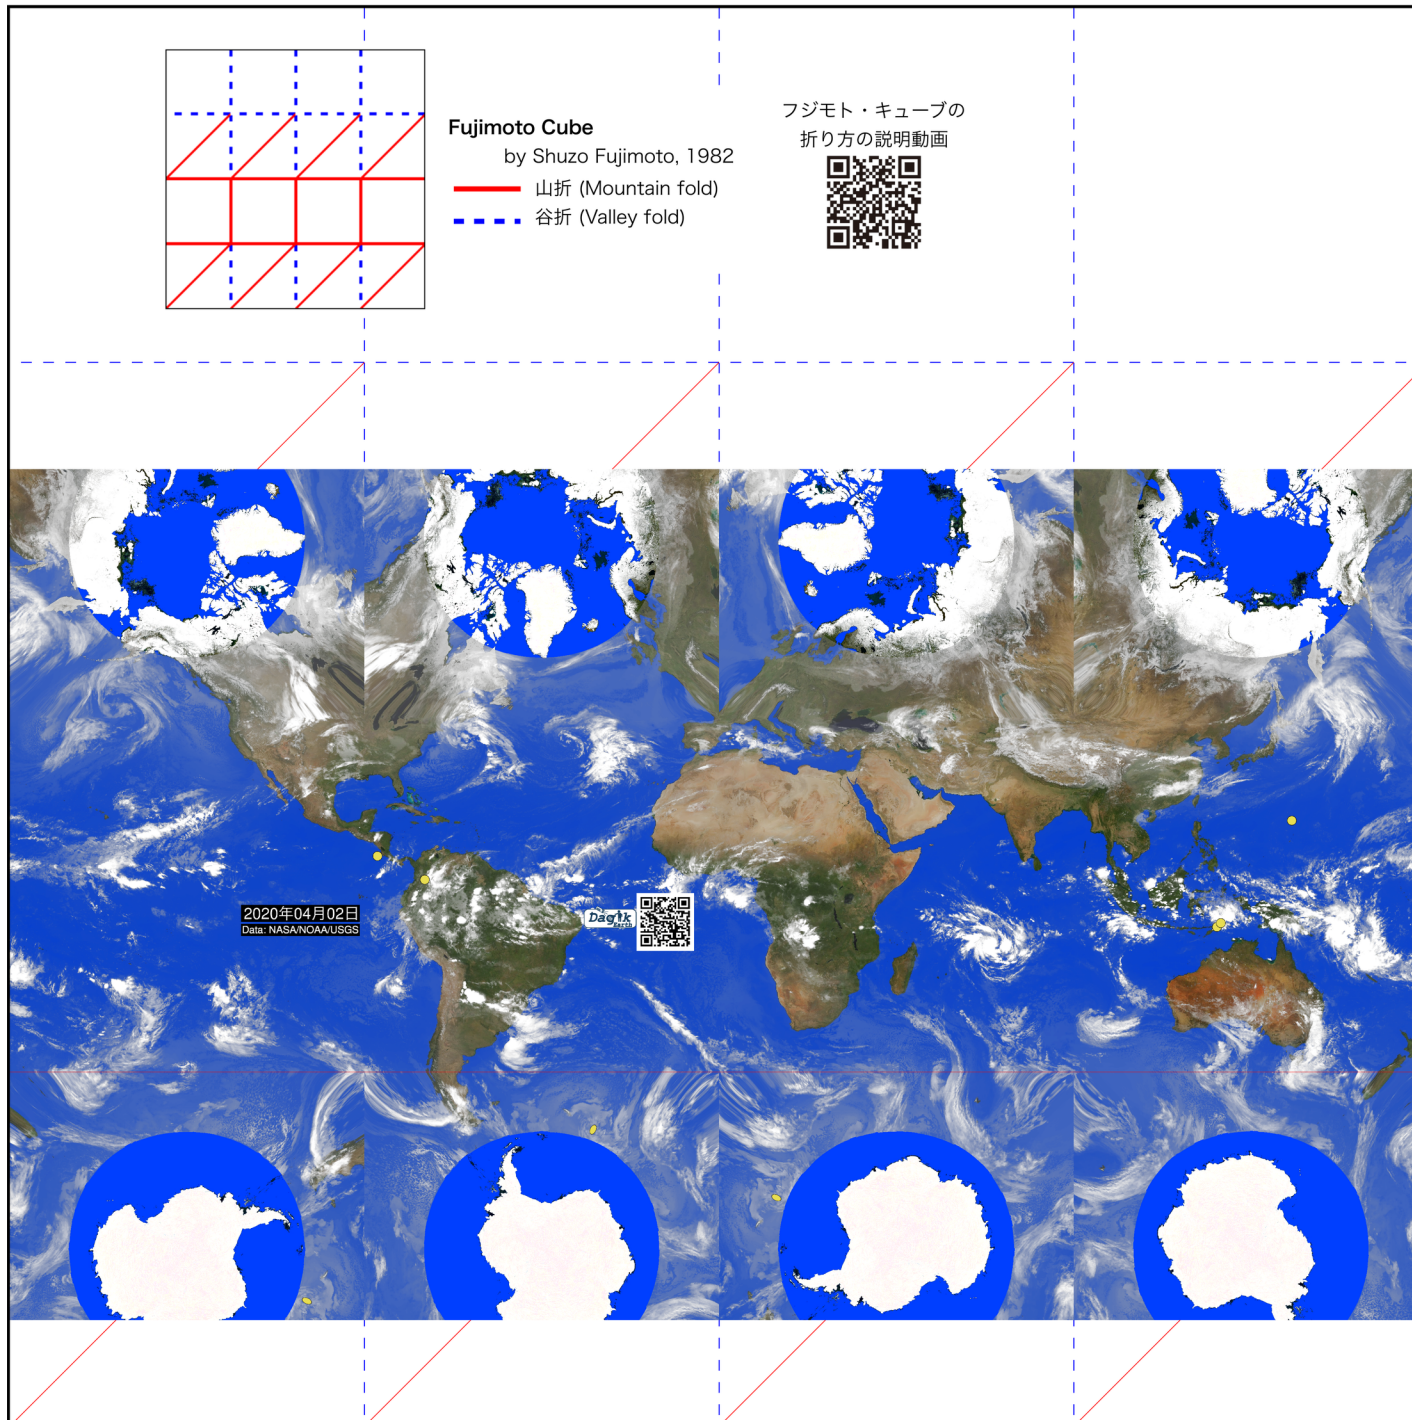 Fujimoto Cube
by Shuzo Fujimoto, 1982
山折 (Mountain fold)
谷折 (Valley fold)
フジモト・キューブの
折り方の説明動画
2020年04月02日
Data: NASA/NOAA/USGS
Dagik
Earth